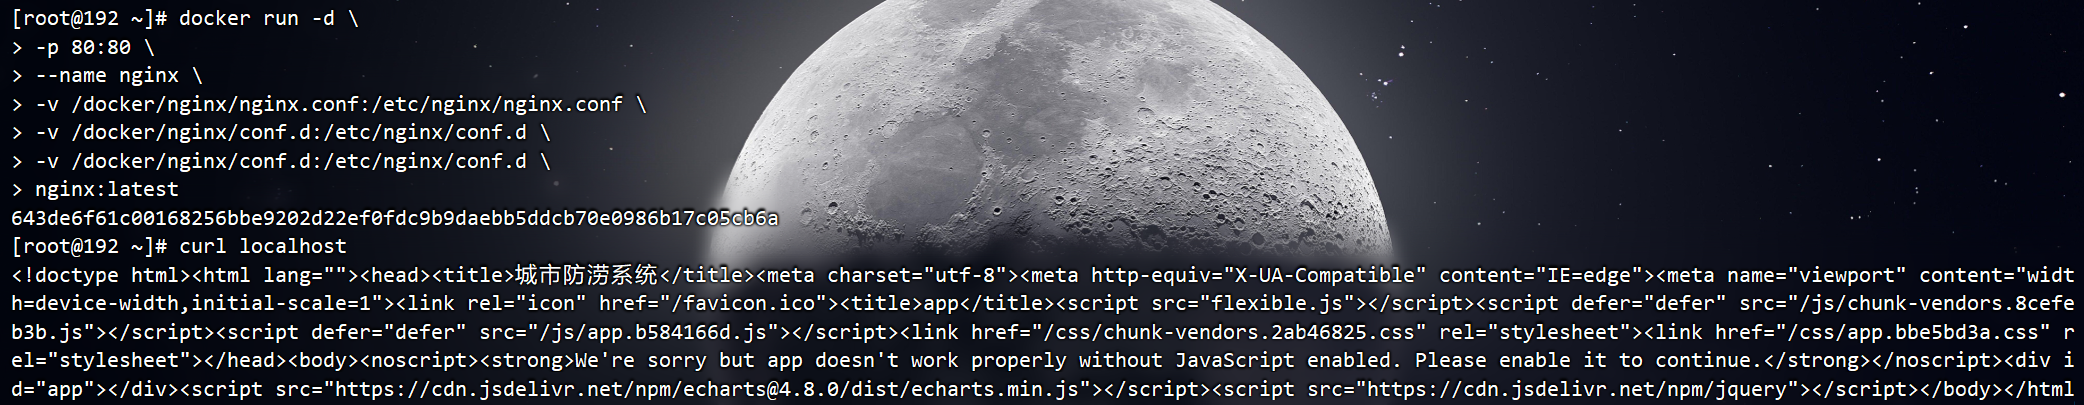 [root@192 ~]# docker run -d \
> -p 80:80 \
> --name nginx \
> -v /docker/nginx/nginx.conf:/etc/nginx/nginx.conf \
> -v /docker/nginx/conf.d:/etc/nginx/conf.d \
> -v /docker/nginx/conf.d:/etc/nginx/conf.d \
> nginx:latest
643de6f61c00168256bbe9202d22ef0fdc9b9daebb5ddcb70e0986b17c05cb6a
[root@192 ~]# curl localhost
<!doctype html><html lang=""><head><title>城市防涝系统</title><meta charset="utf-8"><meta http-equiv="X-UA-Compatible" content="IE=edge"><meta name="viewport" content="widt
h=device-width,initial-scale=1"><link rel="icon" href="/favicon.ico"><title>app</title><script src="flexible.js"></script><script defer="defer" src="/js/chunk-vendors.8cefe
b3b.js"></script><script defer="defer" src="/js/app.b584166d.js"></script><link href="/css/chunk-vendors.2ab46825.css" rel="stylesheet"><link href="/css/app.bbe5bd3a.css" r
el="stylesheet"></head><body><noscript><strong>We're sorry but app doesn't work properly without JavaScript enabled. Please enable it to continue.</strong></noscript><div i
d="app"></div><script src="https://cdn.jsdelivr.net/npm/echarts@4.8.0/dist/echarts.min.js"></script><script src="https://cdn.jsdelivr.net/npm/jquery"></script></body></html